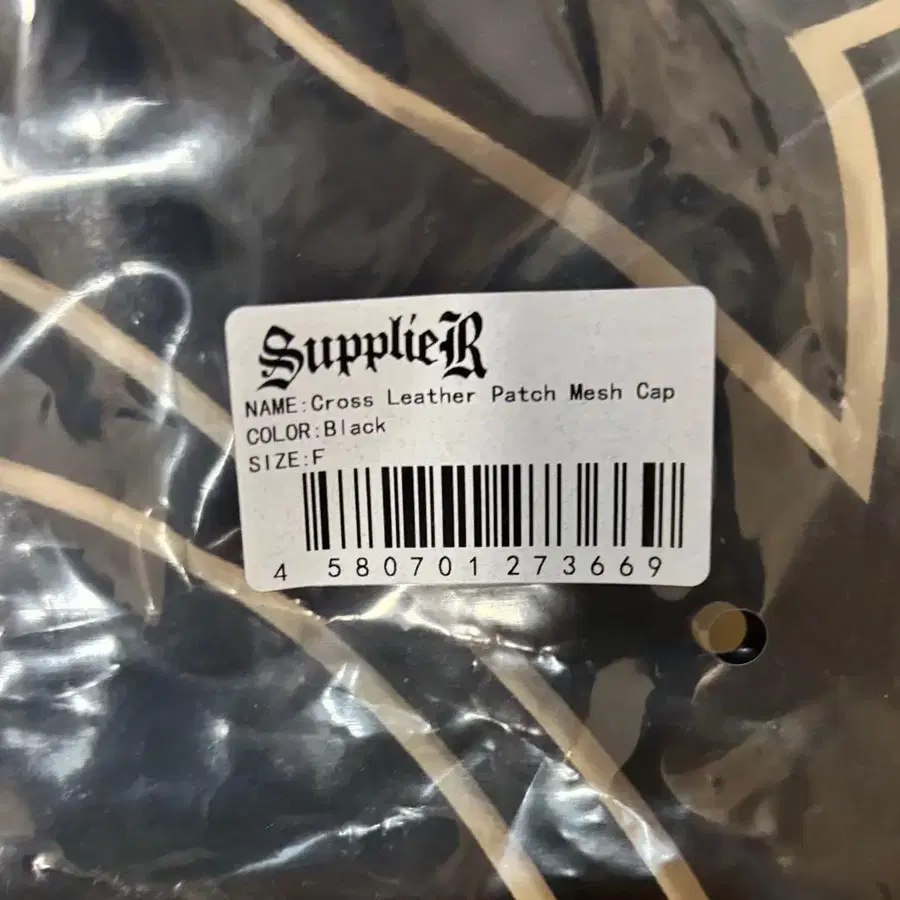 SupplieR
NAME:Cross Leather Patch Mesh Cap
COLOR:Black
SIZE:F
4 580701 273669